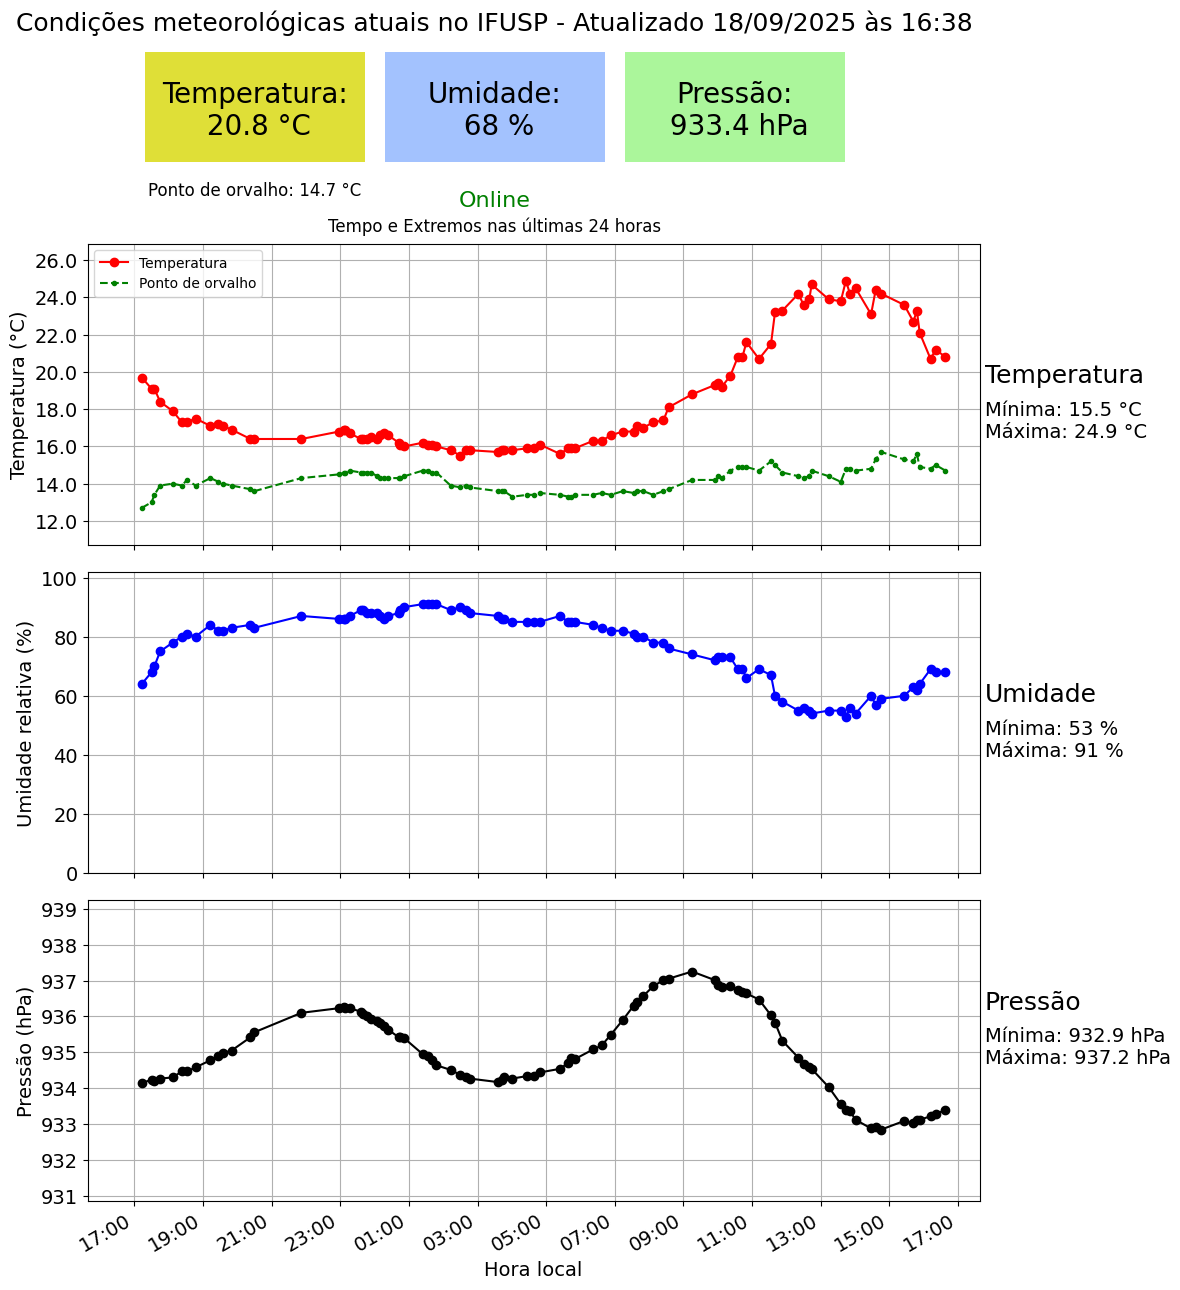 Condições meteorológicas atuais no IFUSP - Atualizado 18/09/2025 às 16:38
Temperatura:
20.8 °C
Umidade:
68 %
Pressão:
933.4 hPa
Ponto de orvalho: 14.7 °C
Online
Tempo e Extremos nas últimas 24 horas
Temperatura
Ponto de orvalho
Temperatura (°C)
26.0
24.0
22.0
20.0
18.0
16.0
14.0
12.0
Temperatura
Mínima: 15.5 °C
Máxima: 24.9 °C
Umidade relativa (%)
100
80
60
40
20
0
Umidade
Mínima: 53 %
Máxima: 91 %
Pressão (hPa)
939
938
937
936
935
934
933
932
931
Pressão
Mínima: 932.9 hPa
Máxima: 937.2 hPa
17:00
19:00
21:00
23:00
01:00
03:00
05:00
07:00
09:00
11:00
13:00
15:00
17:00
Hora local